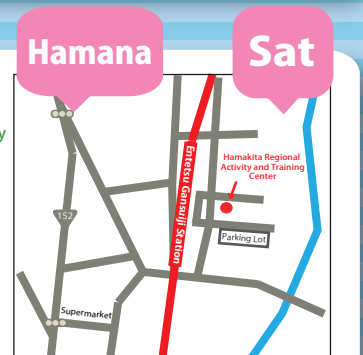 Hamana
Sat
y
Hamakita Regional
Activity and Training
Center
Entetsu Gansuiji Station
152
Parking Lot
Supermarket